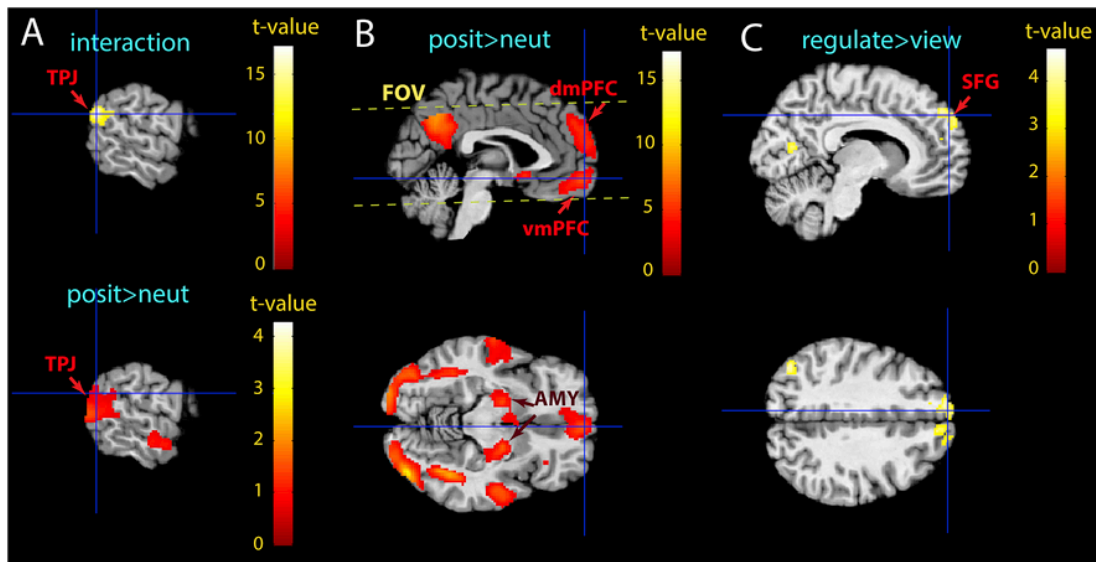 A
interaction
t-value
TPJ
15
10
5
0
posit>neut
t-value
TPJ
4
3
2
1
0
B
posit>neut
t-value
FOV
dmPFC
vmPFC
15
10
5
0
AMY
C
regulate>view
t-value
SFG
4
3
2
1
0